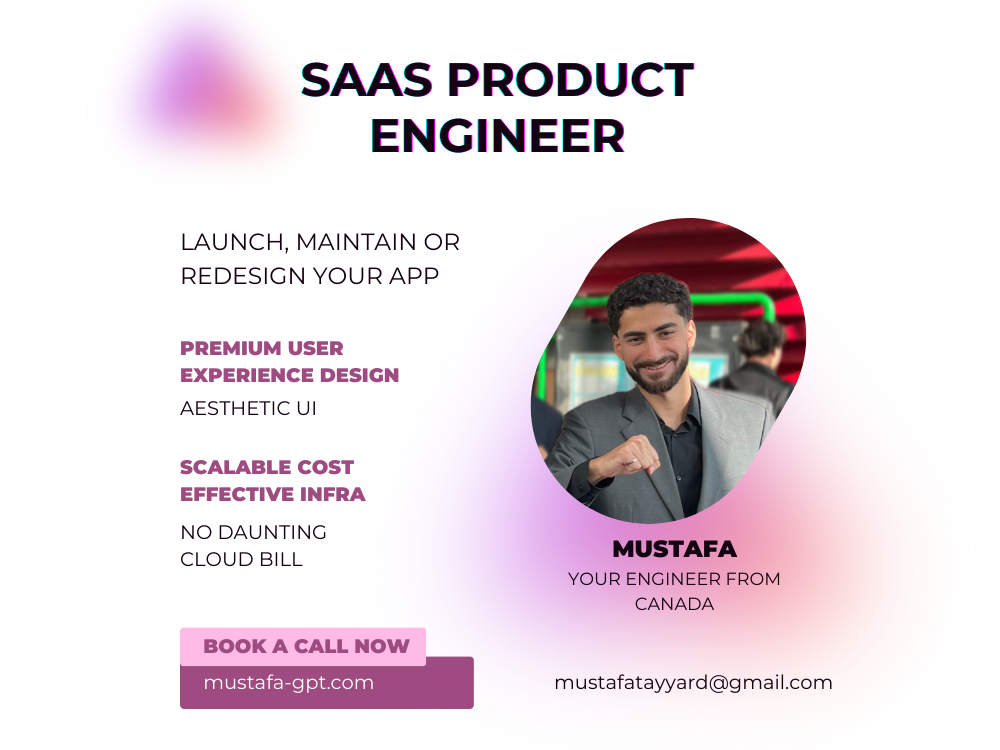 SAAS PRODUCT
ENGINEER
LAUNCH, MAINTAIN OR
REDESIGN YOUR APP
PREMIUM USER
EXPERIENCE DESIGN
AESTHETIC UI
SCALABLE COST
EFFECTIVE INFRA
NO DAUNTING
CLOUD BILL
BOOK A CALL NOW
mustafa-gpt.com
MUSTAFA
YOUR ENGINEER FROM
CANADA
mustafatayyard@gmail.com